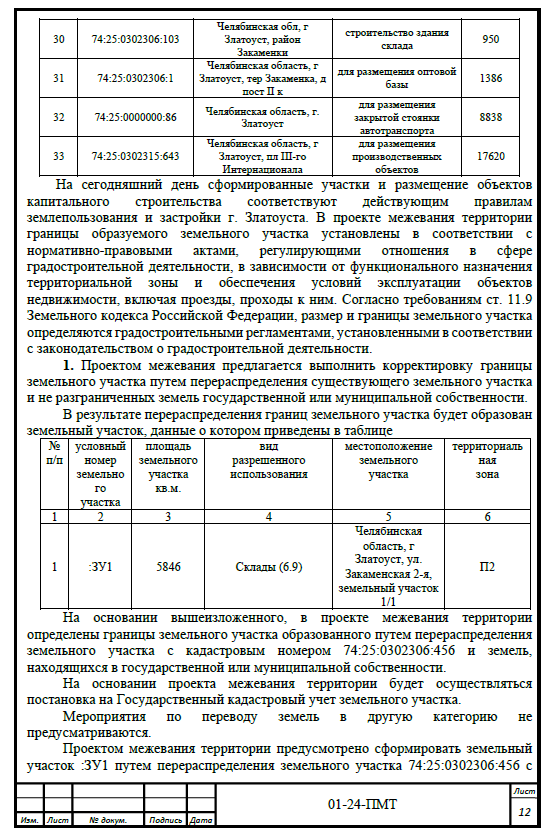 30 74:25:0302306:103 Челябинская обл, г Златоуст, район Закаменки строительство здания склада 950
31 74:25:0302306:1 Челябинская область, г Златоуст, тер Закаменка, д пост II к для размещения оптовой базы 1386
32 74:25:0000000:86 Челябинская область, г. Златоуст для размещения закрытой стоянки автотранспорта 8838
33 74:25:0302315:643 Челябинская область, г Златоуст, пл III-го Интернационала для размещения производственных объектов 17620
На сегодняшний день сформированные участки и размещение объектов
капитального строительства соответствуют действующим правилам
землепользования и застройки г. Златоуста. В проекте межевания территории
границы образуемого земельного участка установлены в соответствии с
нормативно-правовыми актами, регулирующими отношения в сфере
градостроительной деятельности, в зависимости от функционального назначения
территориальной зоны и обеспечения условий эксплуатации объектов
недвижимости, включая проезды, проходы к ним. Согласно требованиям ст. 11.9
Земельного кодекса Российской Федерации, размер и границы земельного участка
определяются градостроительными регламентами, установленными в соответствии
с законодательством о градостроительной деятельности.
1. Проектом межевания предлагается выполнить корректировку границы
земельного участка путем перераспределения существующего земельного участка
и не разграниченных земель государственной или муниципальной собственности.
В результате перераспределения границ земельного участка будет образован
земельный участок, данные о котором приведены в таблице
№ п/п условный номер земельно го участка площадь земельного участка кв.м. вид разрешенного использования местоположение земельного участка территориаль ная зона
1 2 3 4 5 6
1 :ЗУ1 5846 Склады (6.9) Челябинская область, г Златоуст, ул. Закаменская 2-я, земельный участок 1/1 П2
На основании вышеизложенного, в проекте межевания территории
определены границы земельного участка образованного путем перераспределения
земельного участка с кадастровым номером 74:25:0302306:456 и земель,
находящихся в государственной или муниципальной собственности.
На основании проекта межевания территории будет осуществляться
постановка на Государственный кадастровый учет земельного участка.
Мероприятия по переводу земель в другую категорию не
предусматриваются.
Проектом межевания территории предусмотрено сформировать земельный
участок :ЗУ1 путем перераспределения земельного участка 74:25:0302306:456 с
Изм. Лист № докум. Подпись Дата
01-24-ПМТ
Лист
12